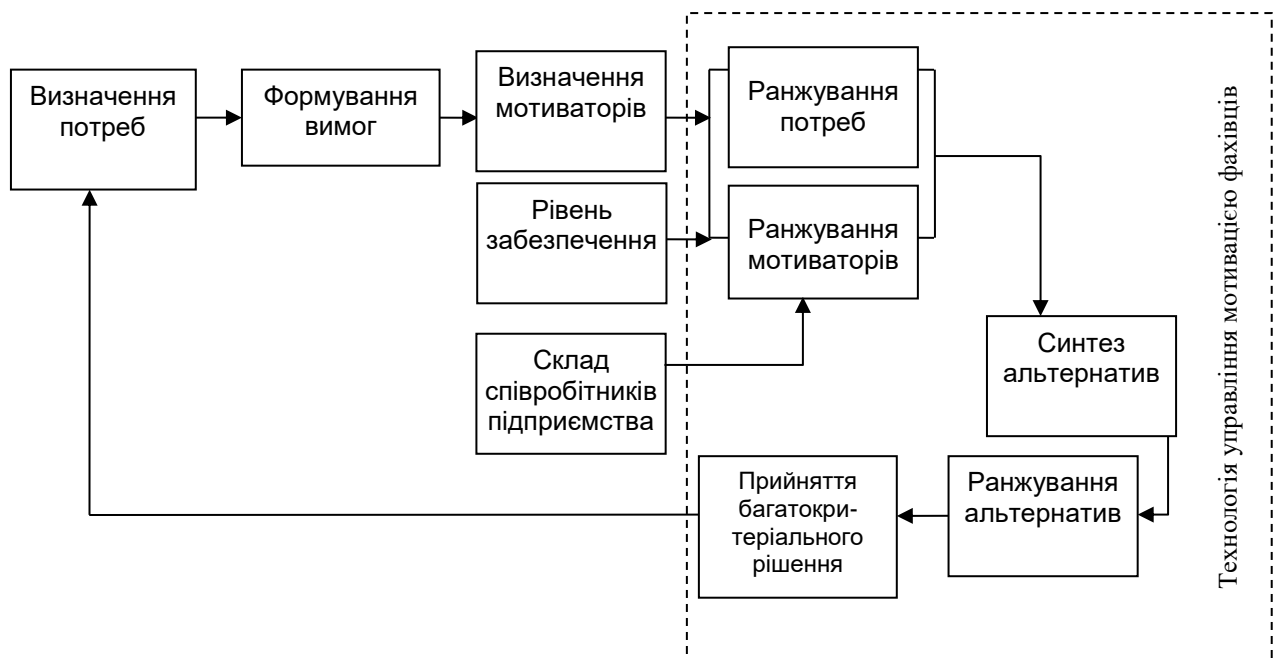 Визначення
потреб
Формування
вимог
Визначення
мотиваторів
Рівень
забезпечення
Склад
співробітників
підприємства
Ранжування
потреб
Ранжування
мотиваторів
Синтез
альтернатив
Ранжування
альтернатив
Прийняття
багатокри-
теріального
рішення
Технологія управління мотивацією фахівців